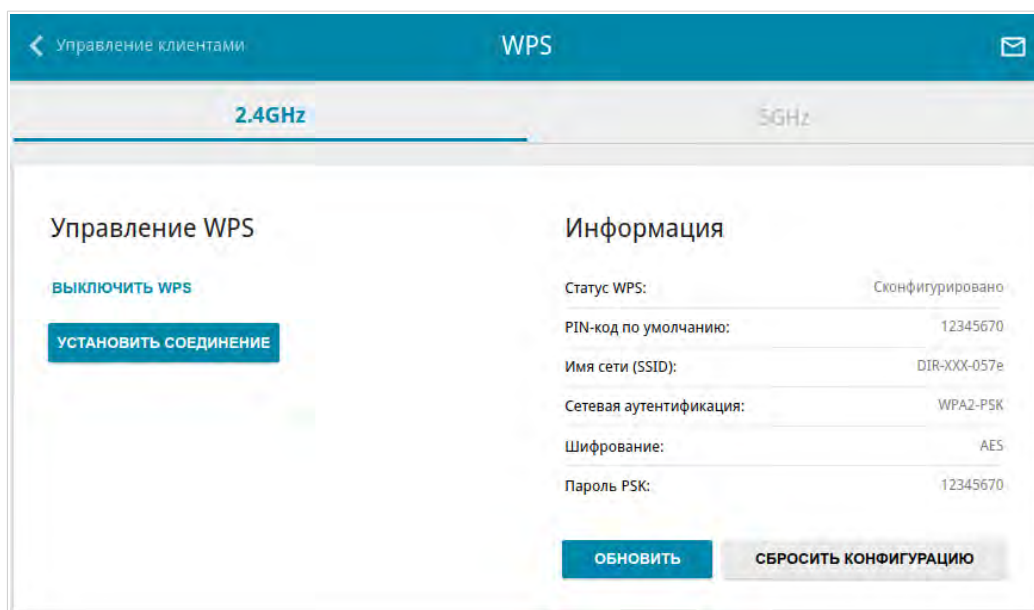 Управление клиентами
WPS
2.4GHz
5GHz
Управление WPS
ВЫКЛЮЧИТЬ WPS
УСТАНОВИТЬ СОЕДИНЕНИЕ
Информация
Статус WPS: Сконфигурировано
PIN-код по умолчанию: 12345670
Имя сети (SSID): DIR-XXX-057e
Сетевая аутентификация: WPA2-PSK
Шифрование: AES
Пароль PSK: 12345670
ОБНОВИТЬ
СБРОСИТЬ КОНФИГУРАЦИЮ